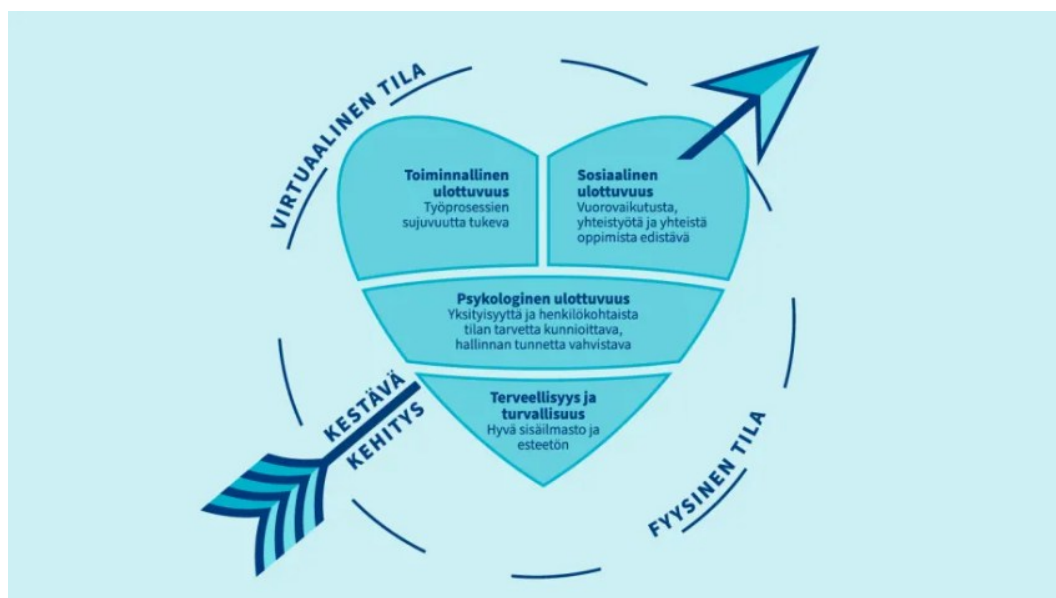 VIRTUAALINEN TILA
Toiminnallinen
ulottuvuus
Työprosessien
sujuvuutta tukeva
Sosiaalinen
ulottuvuus
Vuorovaikutusta,
yhteistyötä ja yhteistä
oppimista edistävä
Psykologinen ulottuvuus
Yksityisyyttä ja henkilökohtaista
tilan tarvetta kunnioittava,
hallinnan tunnetta vahvistava
Terveellisyys ja
turvallisuus
Hyvä sisäilmasto ja
esteetön
KESTÄVÄ
KEHITYS
FYYSINEN TILA